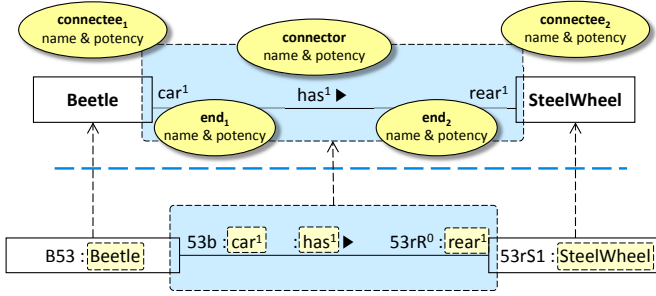 connectee₁
name & potency
connector
name & potency
connectee₂
name & potency
Beetle
car¹
has¹ ▶
rear¹
SteelWheel
end₁
name & potency
end₂
name & potency
B53 : Beetle
53b : car¹
: has¹ ▶
53rR⁰ : rear¹
53rS1 : SteelWheel